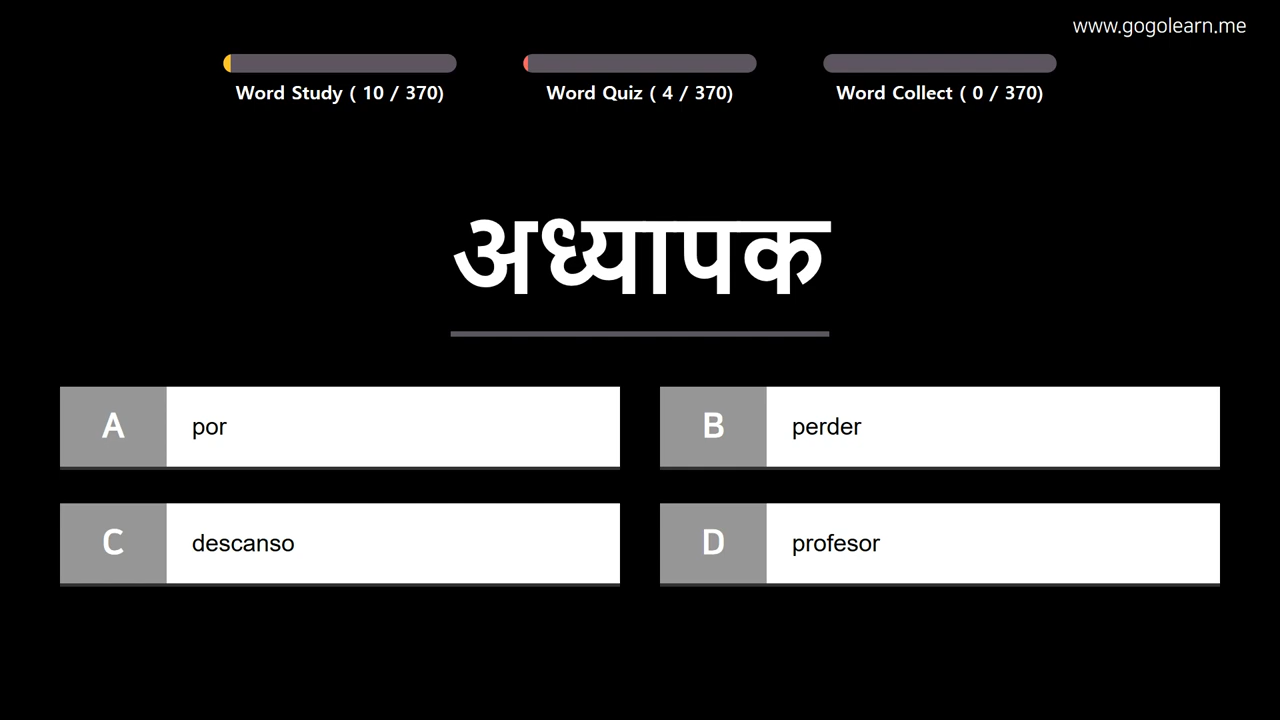 www.gogolearn.me
Word Study ( 10 / 370)
Word Quiz ( 4 / 370)
Word Collect ( 0 / 370)
अध्यापक
A por
B perder
C descanso
D profesor